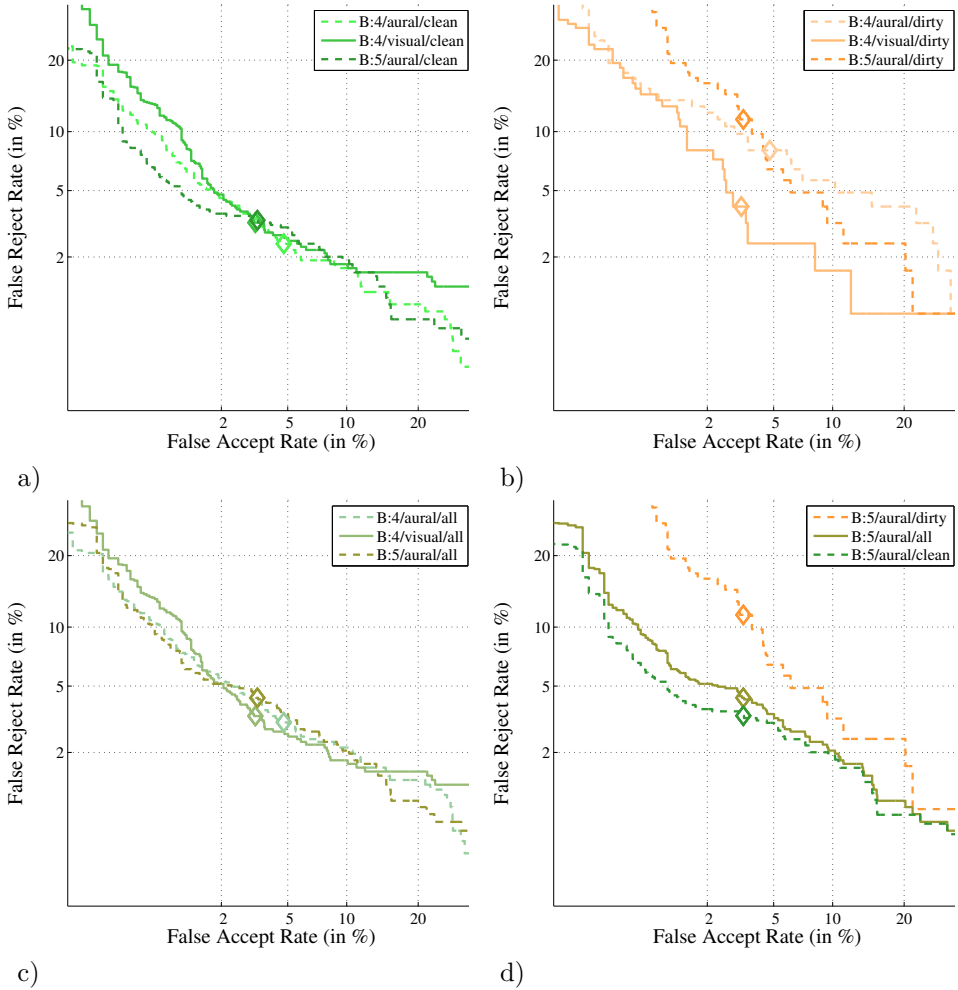 B:4/aural/clean
B:4/visual/clean
B:5/aural/clean
20
10
5
2
False Reject Rate (in %)
2 5 10 20
False Accept Rate (in %)
a)
B:4/aural/dirty
B:4/visual/dirty
B:5/aural/dirty
20
10
5
2
False Reject Rate (in %)
2 5 10 20
False Accept Rate (in %)
b)
B:4/aural/all
B:4/visual/all
B:5/aural/all
20
10
5
2
False Reject Rate (in %)
2 5 10 20
False Accept Rate (in %)
c)
B:5/aural/dirty
B:5/aural/all
B:5/aural/clean
20
10
5
2
False Reject Rate (in %)
2 5 10 20
False Accept Rate (in %)
d)